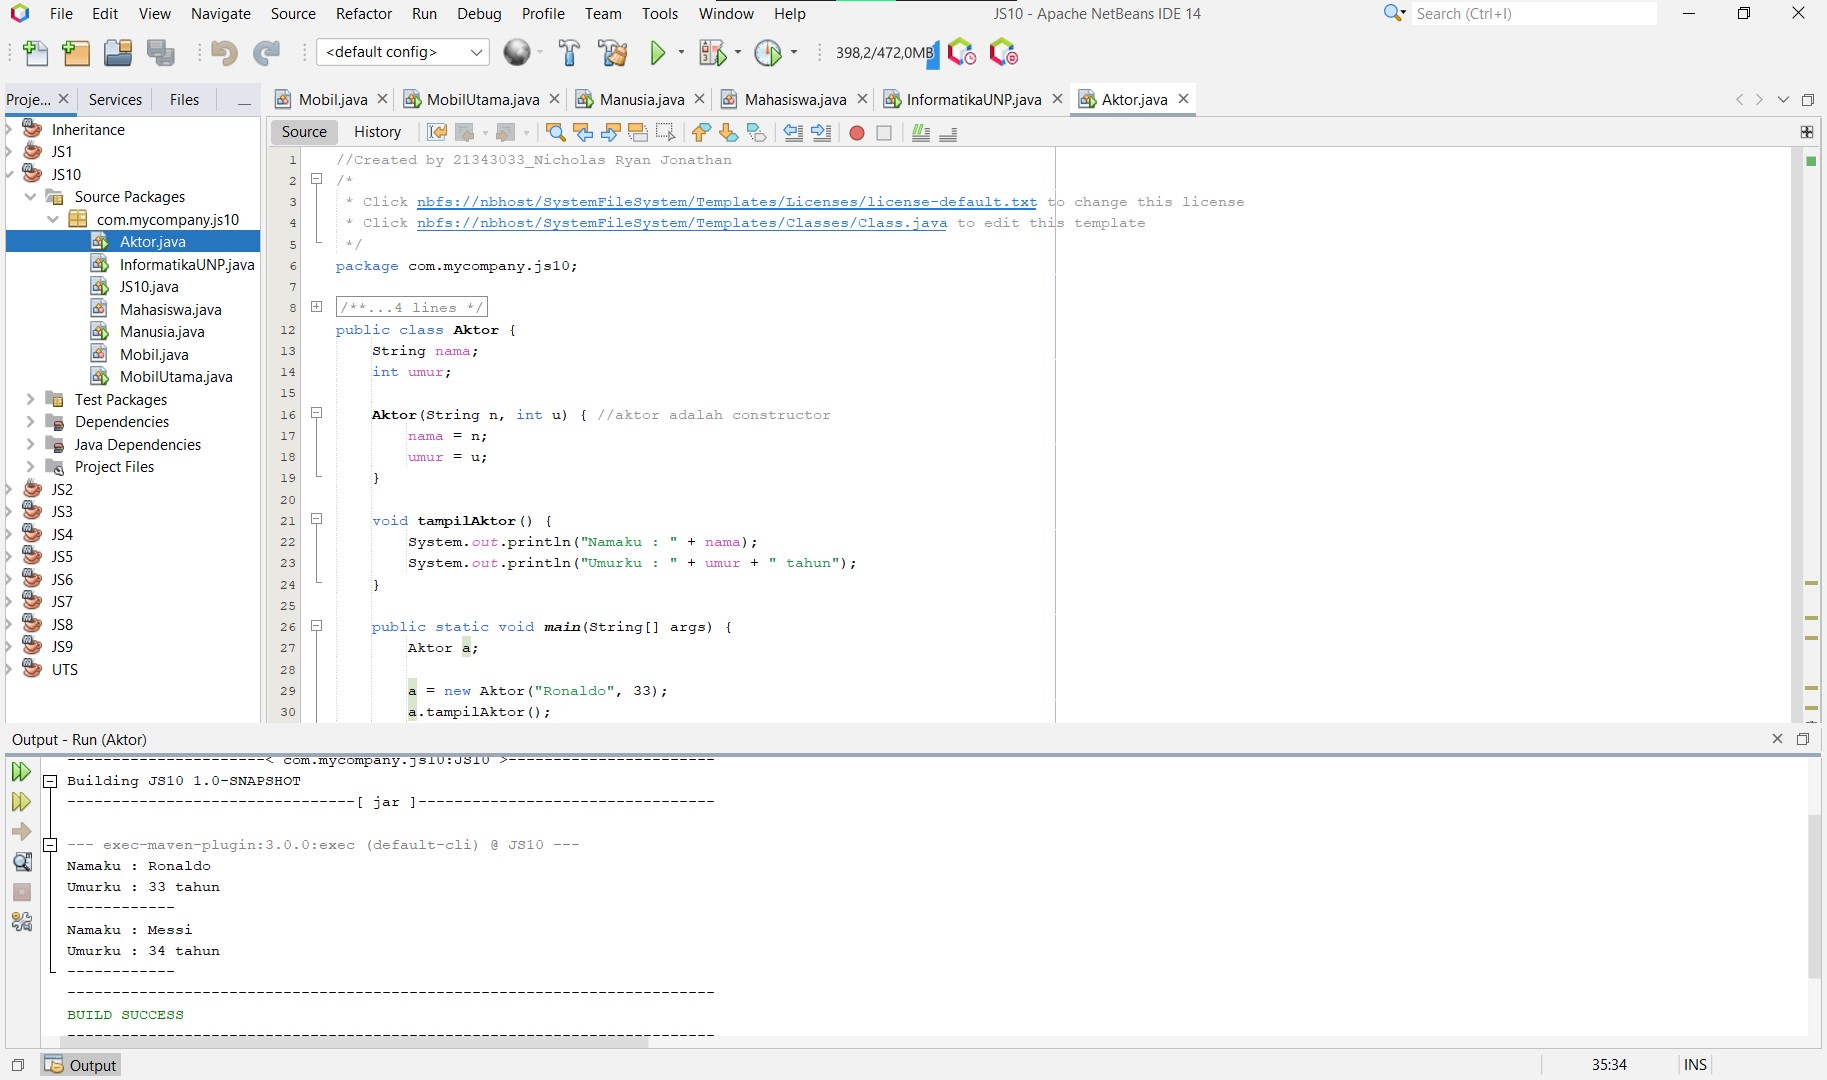 File Edit View Navigate Source Refactor Run Debug Profile Team Tools Window Help JS10 - Apache NetBeans IDE 14 Search (Ctrl+I)
<default config> 398,2/472,0MB
Proje... Services Files Mobil.java MobilUtama.java Manusia.java Mahasiswa.java InformatikaUNP.java Aktor.java
Inheritance
JS1
JS10
Source Packages
com.mycompany.js10
Aktor.java
InformatikaUNP.java
JS10.java
Mahasiswa.java
Manusia.java
Mobil.java
MobilUtama.java
Test Packages
Dependencies
Java Dependencies
Project Files
JS2
JS3
JS4
JS5
JS6
JS7
JS8
JS9
UTS
Source History
1 //Created by 21343033_Nicholas Ryan Jonathan
2 /*
3 * Click nbfs://nbhost/SystemFileSystem/Templates/Licenses/license-default.txt to change this license
4 * Click nbfs://nbhost/SystemFileSystem/Templates/Classes/Class.java to edit this template
5 */
6 package com.mycompany.js10;
7
8 /**...4 lines */
12 public class Aktor {
13 String nama;
14 int umur;
15
16 Aktor(String n, int u) { //aktor adalah constructor
17 nama = n;
18 umur = u;
19 }
20
21 void tampilAktor() {
22 System.out.println("Namaku : " + nama);
23 System.out.println("Umurku : " + umur + " tahun");
24 }
25
26 public static void main(String[] args) {
27 Aktor a;
28
29 a = new Aktor("Ronaldo", 33);
30 a.tampilAktor();
Output - Run (Aktor)
----------------------< com.mycompany.js10:JS10 >-----------------------
Building JS10 1.0-SNAPSHOT
--------------------------------[ jar ]---------------------------------
--- exec-maven-plugin:3.0.0:exec (default-cli) @ JS10 ---
Namaku : Ronaldo
Umurku : 33 tahun
------------
Namaku : Messi
Umurku : 34 tahun
------------
------------------------------------------------------------------------
BUILD SUCCESS
------------------------------------------------------------------------
Output 35:34 INS